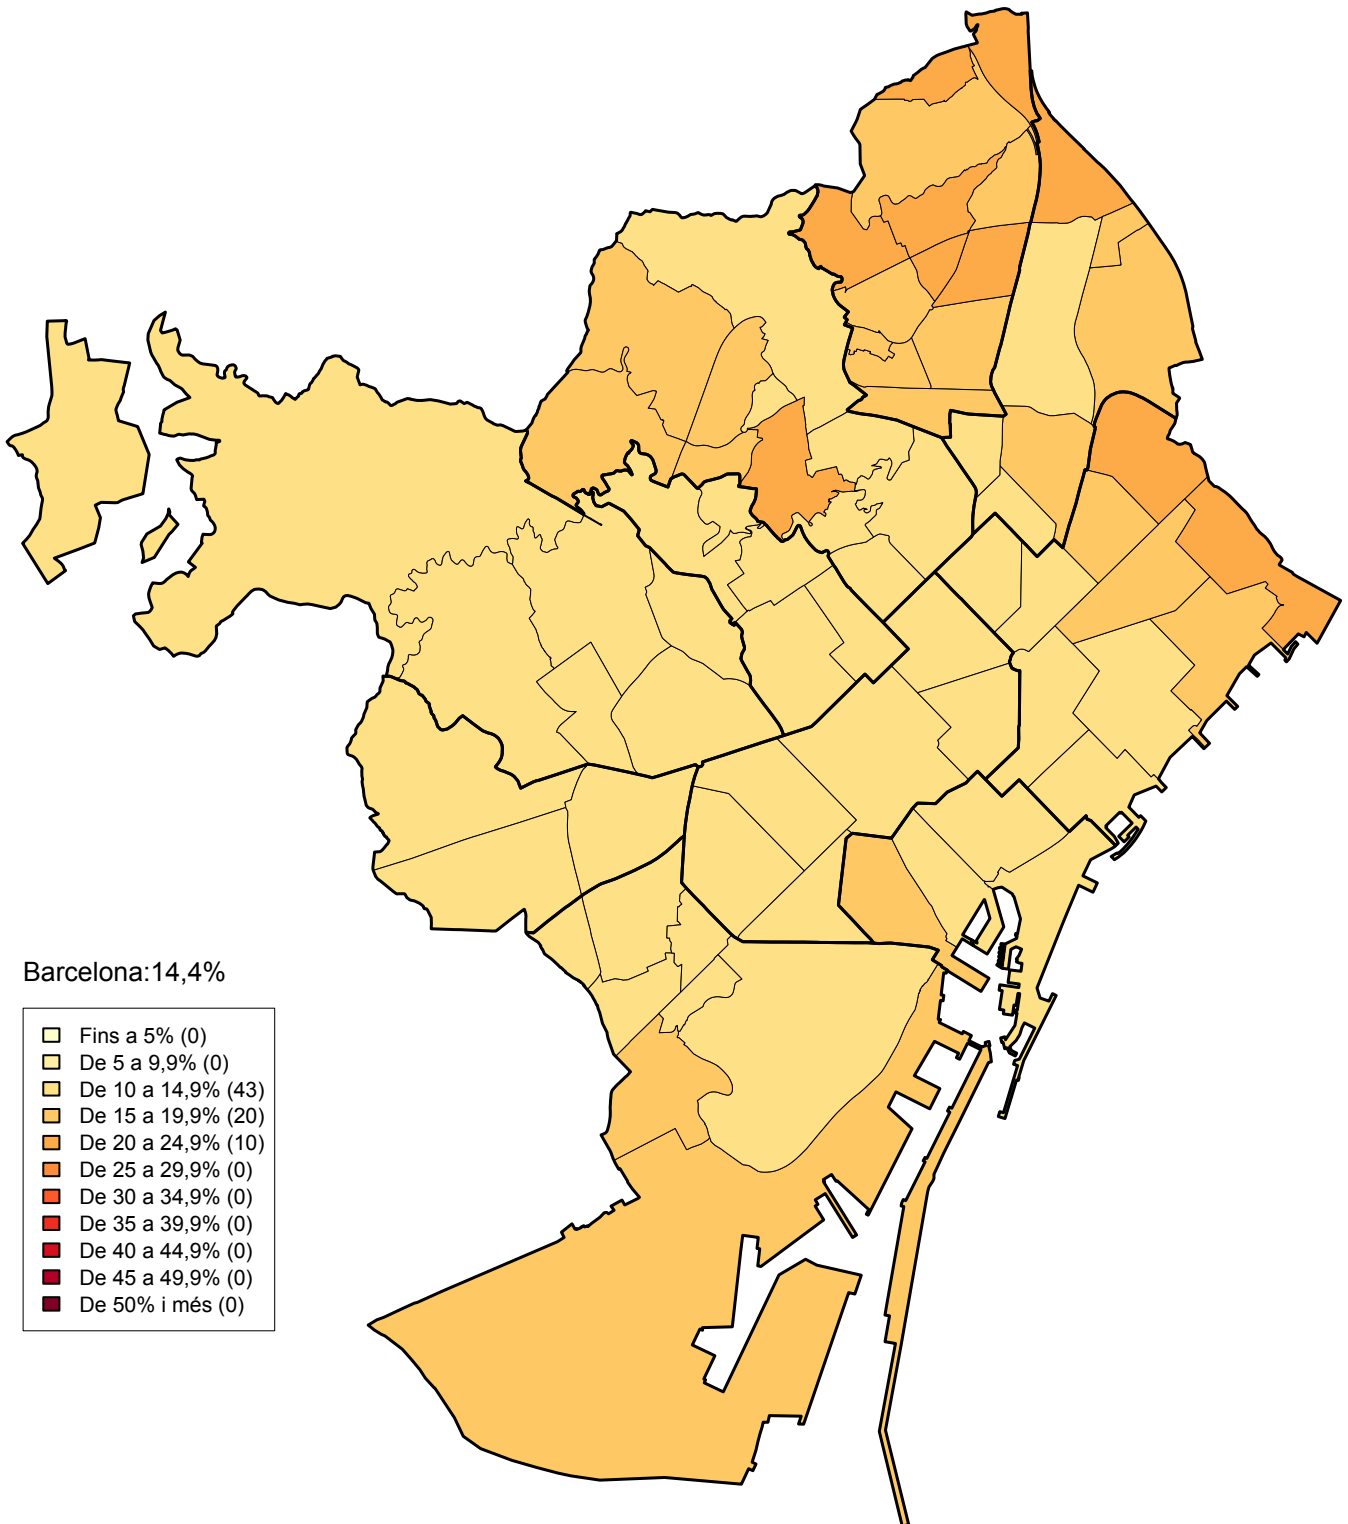 Barcelona:14,4%
Fins a 5% (0)
De 5 a 9,9% (0)
De 10 a 14,9% (43)
De 15 a 19,9% (20)
De 20 a 24,9% (10)
De 25 a 29,9% (0)
De 30 a 34,9% (0)
De 35 a 39,9% (0)
De 40 a 44,9% (0)
De 45 a 49,9% (0)
De 50% i més (0)